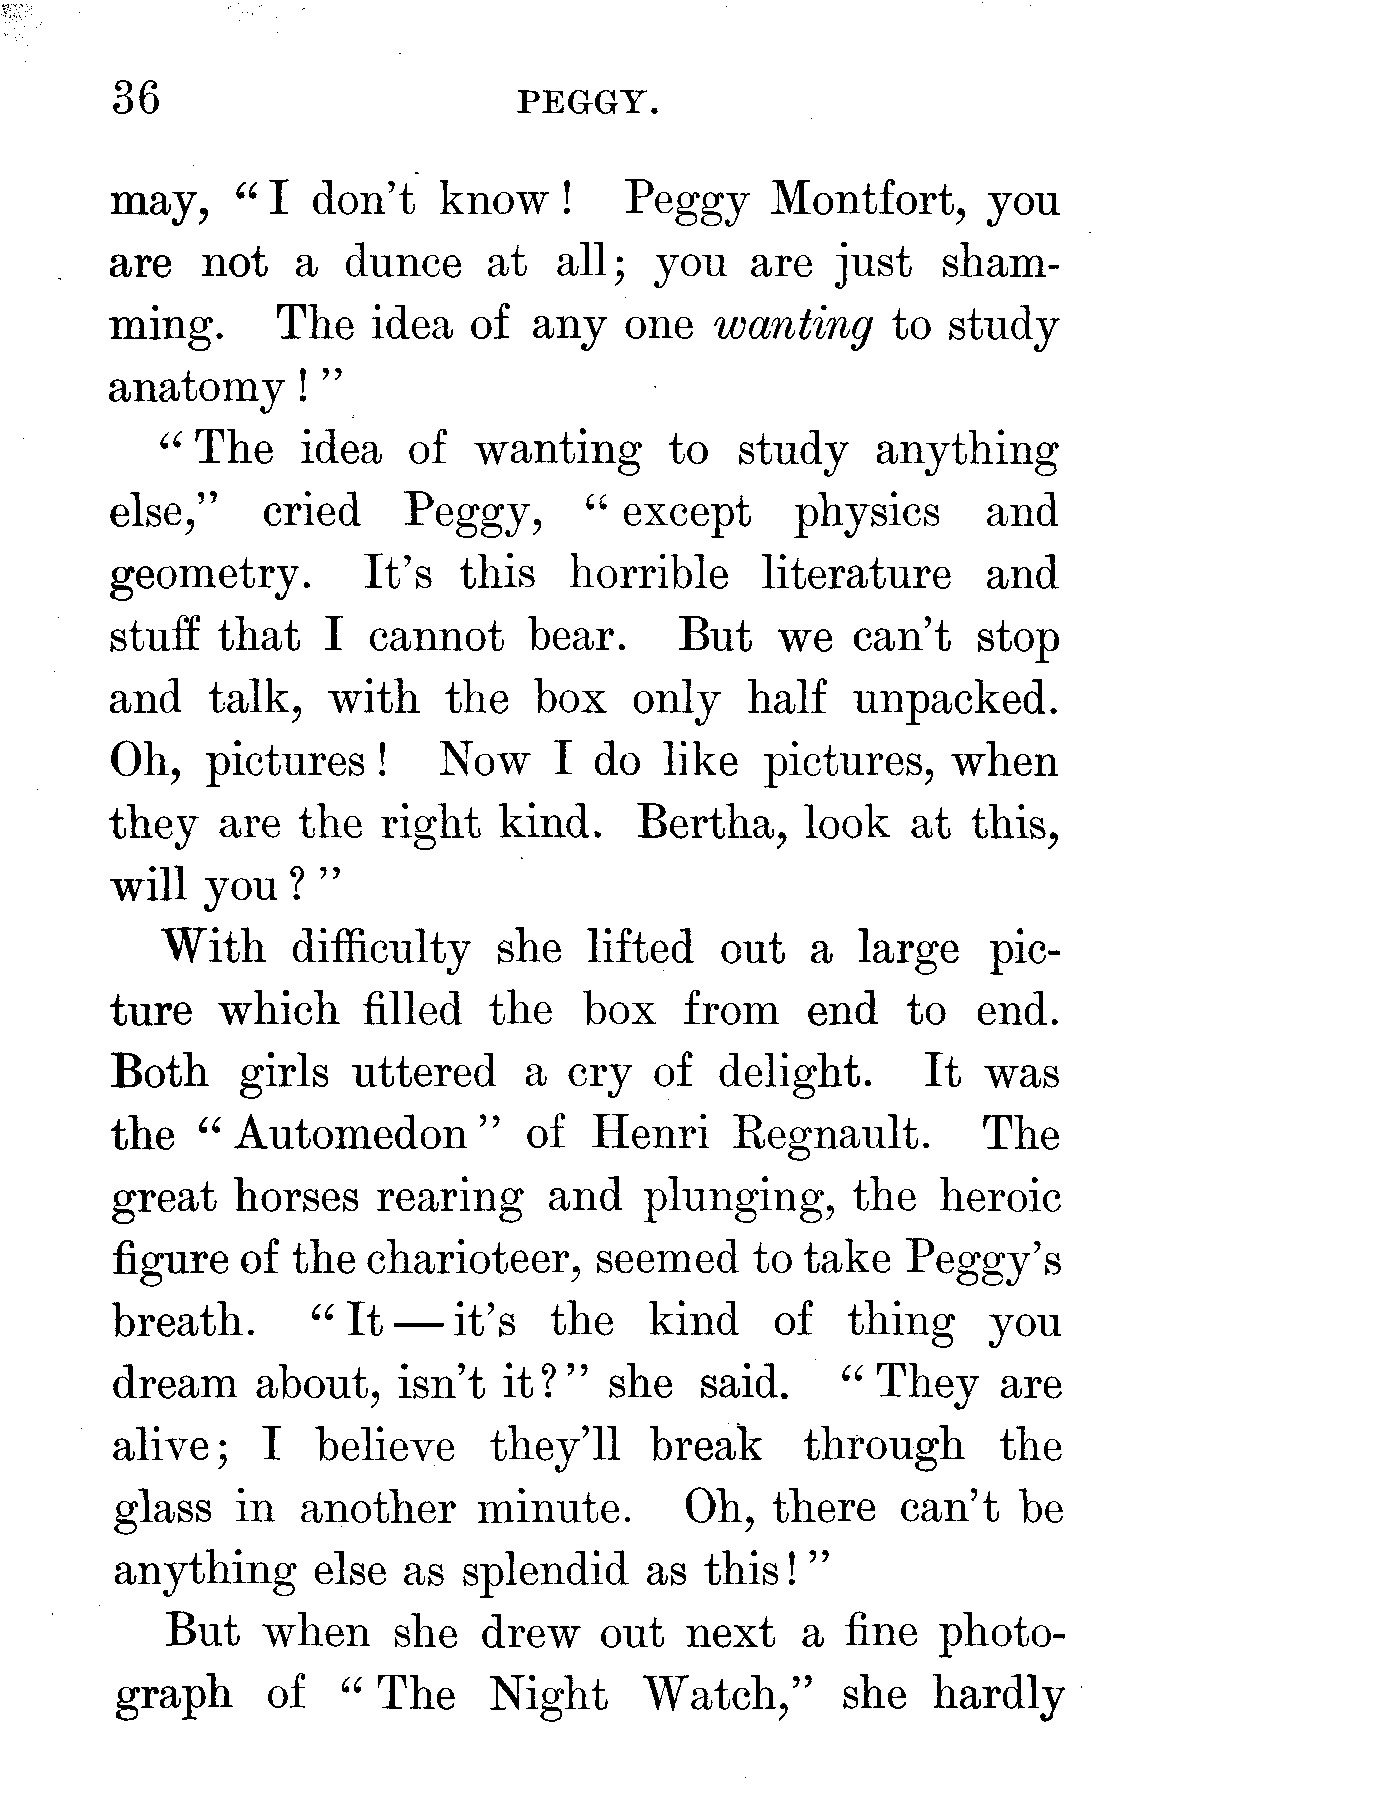 36 PEGGY.
may, “I don't know! Peggy Montfort, you
are not a dunce at all; you are just sham-
ming. The idea of any one wanting to study
anatomy!”
“The idea of wanting to study anything
else,” cried Peggy, “except physics and
geometry. It's this horrible literature and
stuff that I cannot bear. But we can't stop
and talk, with the box only half unpacked.
Oh, pictures! Now I do like pictures, when
they are the right kind. Bertha, look at this,
will you?”
With difficulty she lifted out a large pic-
ture which filled the box from end to end.
Both girls uttered a cry of delight. It was
the “Automedon” of Henri Regnault. The
great horses rearing and plunging, the heroic
figure of the charioteer, seemed to take Peggy's
breath. “It — it's the kind of thing you
dream about, isn't it?” she said. “They are
alive; I believe they'll break through the
glass in another minute. Oh, there can't be
anything else as splendid as this!”
But when she drew out next a fine photo-
graph of “The Night Watch,” she hardly